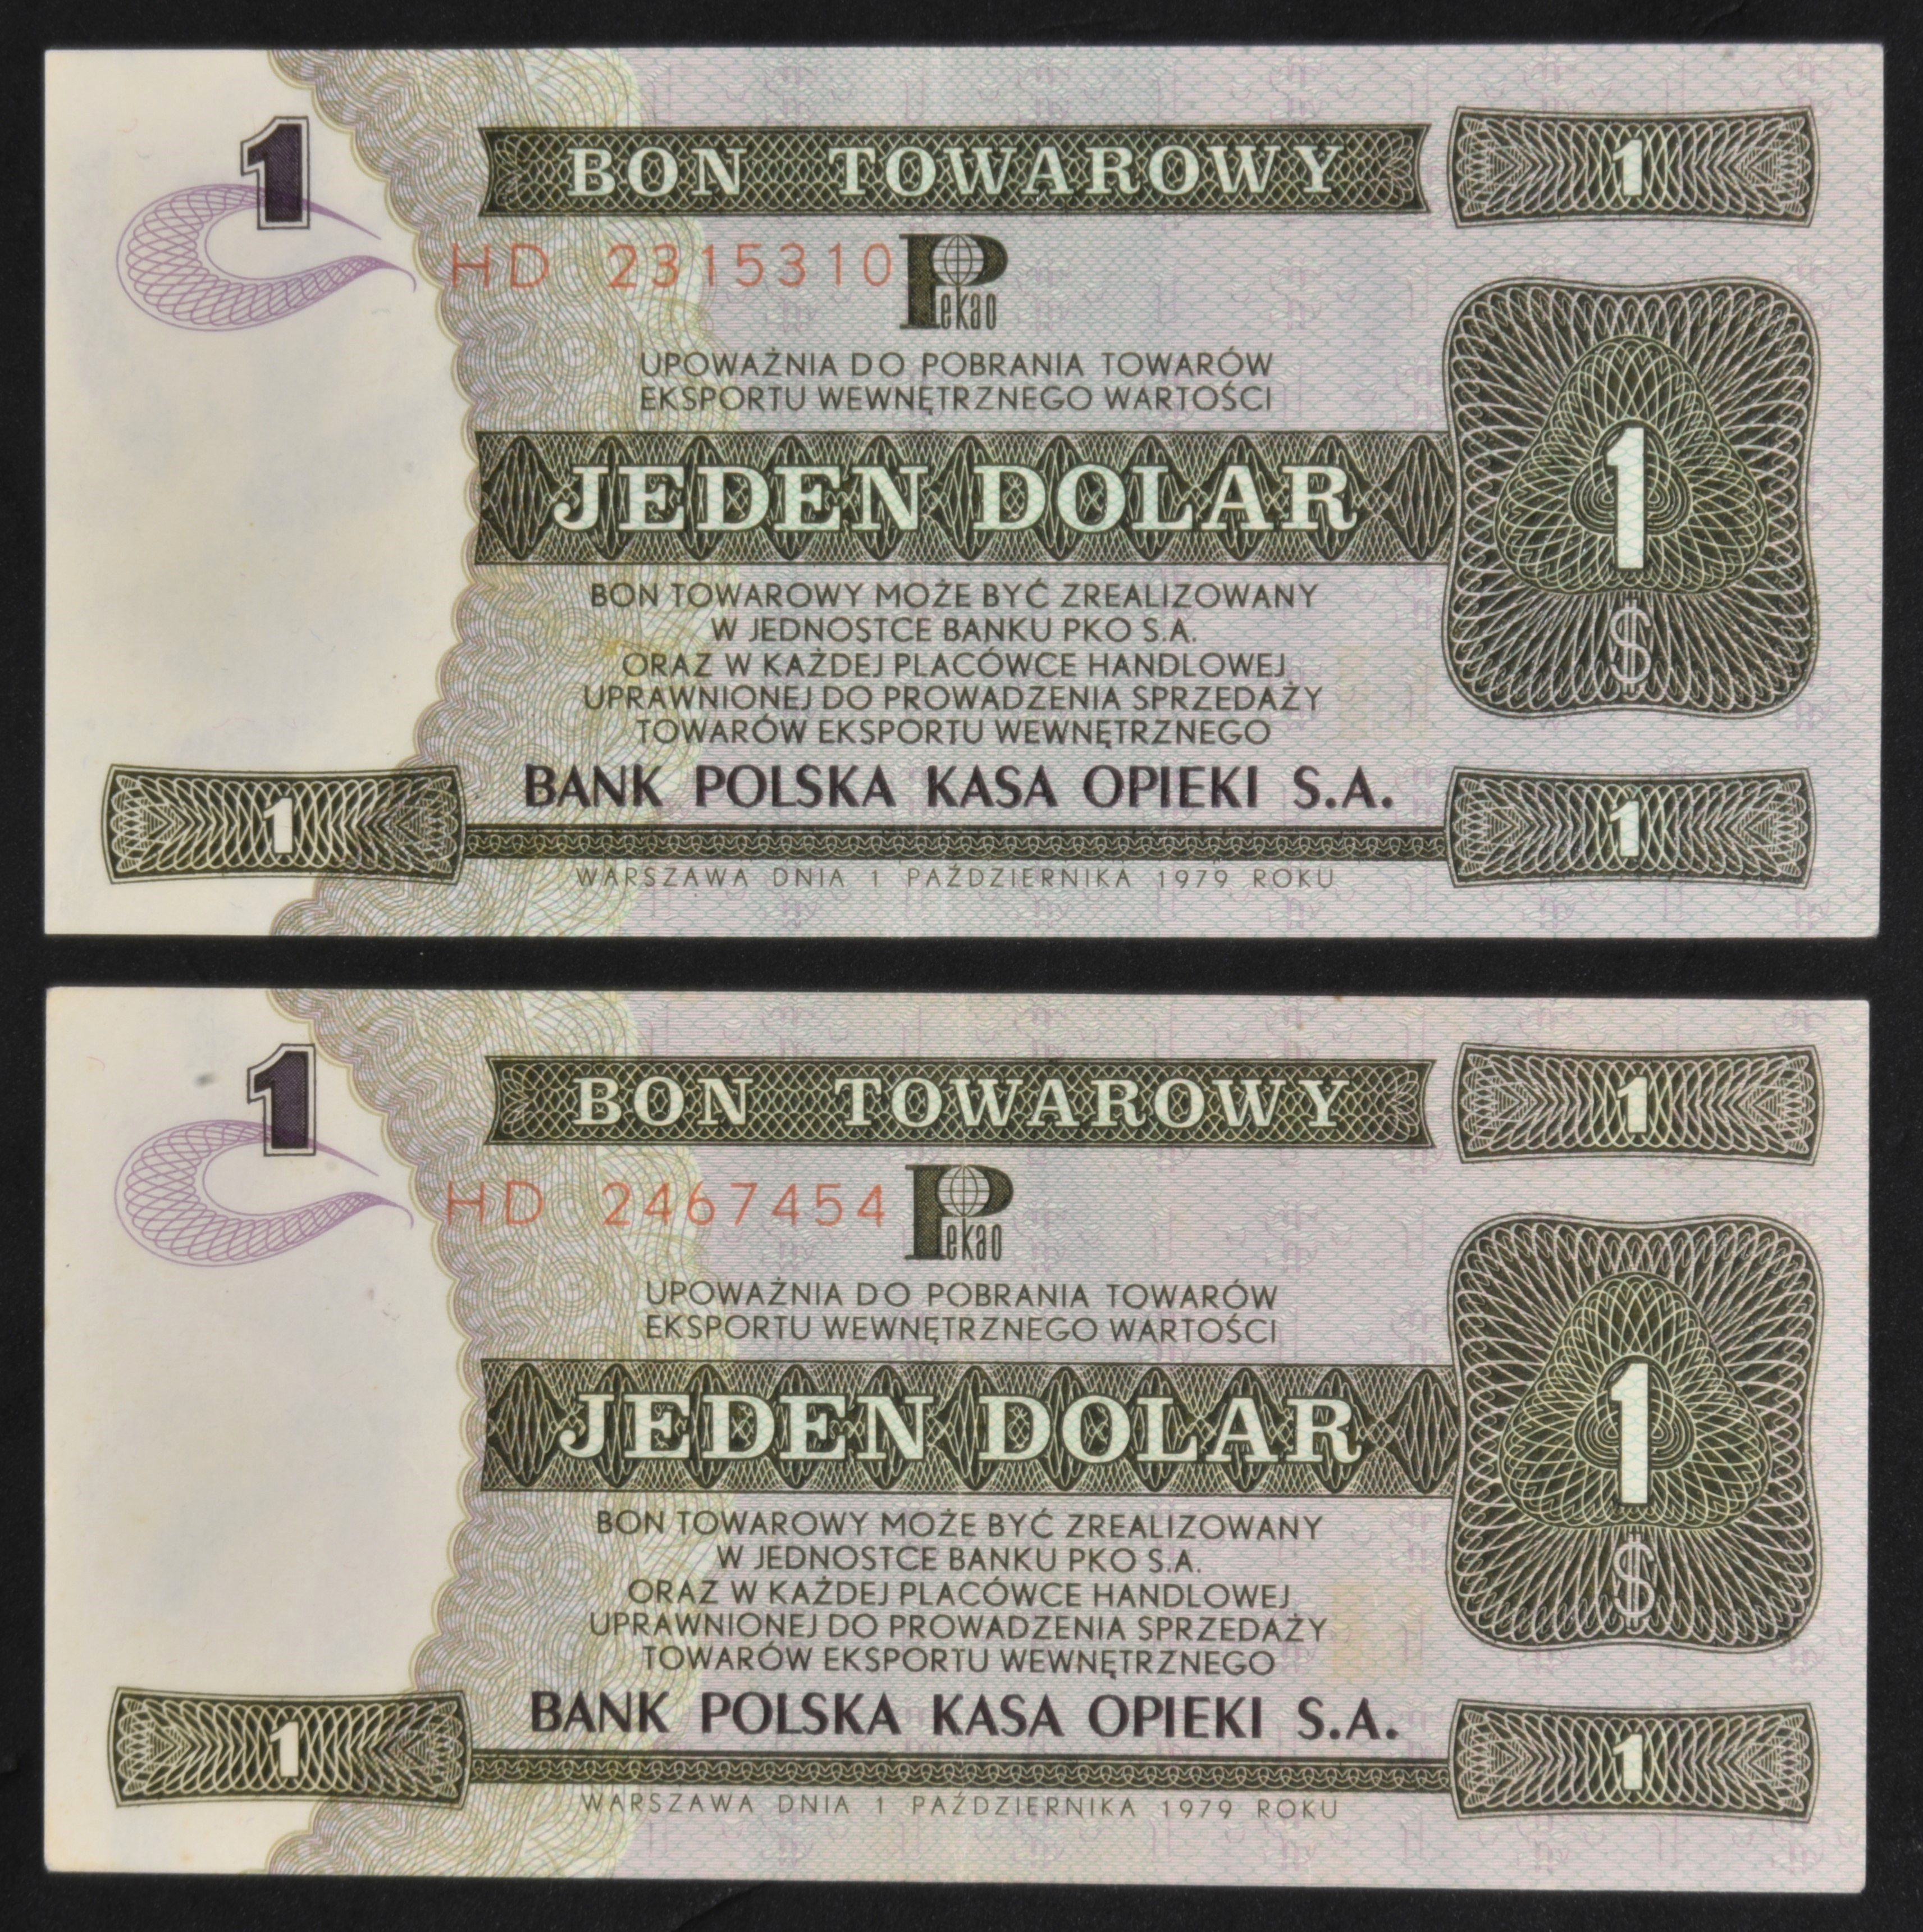 1
BON TOWAROWY
1
HD 2315310
Pekao
UPOWAŻNIA DO POBRANIA TOWARÓW
EKSPORTU WEWNĘTRZNEGO WARTOŚCI
JEDEN DOLAR
1
$
BON TOWAROWY MOŻE BYĆ ZREALIZOWANY
W JEDNOSTCE BANKU PKO S.A.
ORAZ W KAŻDEJ PLACÓWCE HANDLOWEJ
UPRAWNIONEJ DO PROWADZENIA SPRZEDAŻY
TOWARÓW EKSPORTU WEWNĘTRZNEGO
BANK POLSKA KASA OPIEKI S.A.
1
1
WARSZAWA DNIA 1 PAŹDZIERNIKA 1979 ROKU
1
BON TOWAROWY
1
HD 2467454
Pekao
UPOWAŻNIA DO POBRANIA TOWARÓW
EKSPORTU WEWNĘTRZNEGO WARTOŚCI
JEDEN DOLAR
1
$
BON TOWAROWY MOŻE BYĆ ZREALIZOWANY
W JEDNOSTCE BANKU PKO S.A.
ORAZ W KAŻDEJ PLACÓWCE HANDLOWEJ
UPRAWNIONEJ DO PROWADZENIA SPRZEDAŻY
TOWARÓW EKSPORTU WEWNĘTRZNEGO
BANK POLSKA KASA OPIEKI S.A.
1
1
WARSZAWA DNIA 1 PAŹDZIERNIKA 1979 ROKU